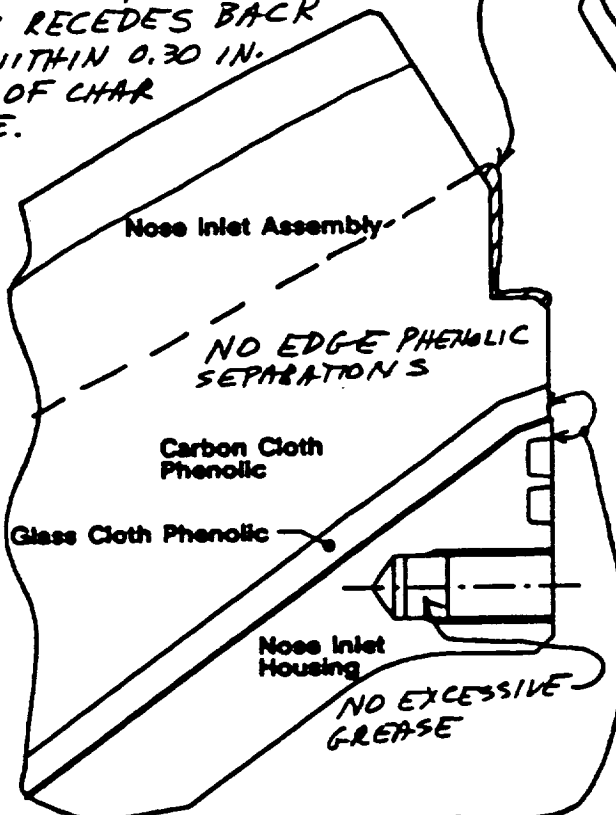 RECEDES BACK
WITHIN 0.30 IN.
OF CHAR
Nose Inlet Assembly
NO EDGE PHENOLIC
SEPARATIONS
Carbon Cloth
Phenolic
Glass Cloth Phenolic
Nose Inlet
Housing
NO EXCESSIVE
GREASE